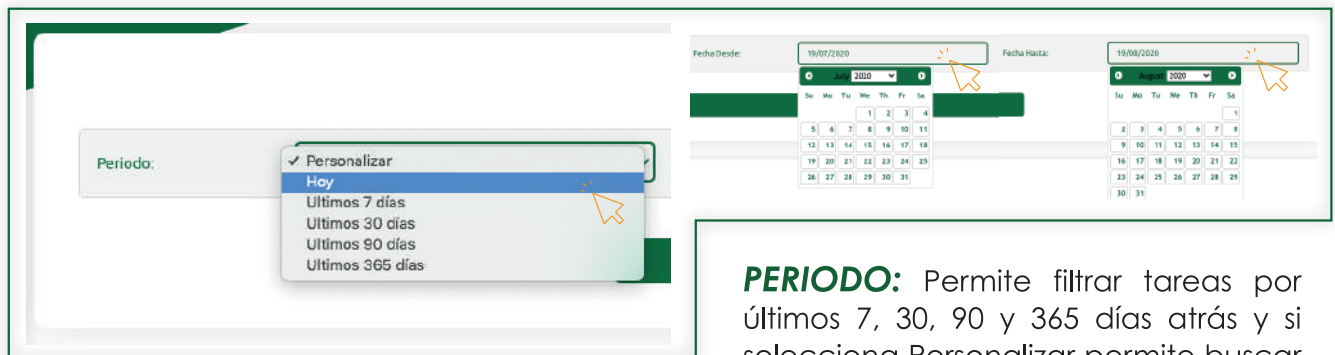 Periodo:
✓ Personalizar
Hoy
Ultimos 7 días
Ultimos 30 días
Ultimos 90 días
Ultimos 365 días
Fecha Desde: 19/07/2020 Fecha Hasta: 19/08/2020
July 2020
Su Mo Tu We Th Fr Sa
1 2 3 4
5 6 7 8 9 10 11
12 13 14 15 16 17 18
19 20 21 22 23 24 25
26 27 28 29 30 31
August 2020
Su Mo Tu We Th Fr Sa
1
2 3 4 5 6 7 8
9 10 11 12 13 14 15
16 17 18 19 20 21 22
23 24 25 26 27 28 29
30 31
PERIODO: Permite filtrar tareas por
últimos 7, 30, 90 y 365 días atrás y si
selecciona Personalizar permite buscar